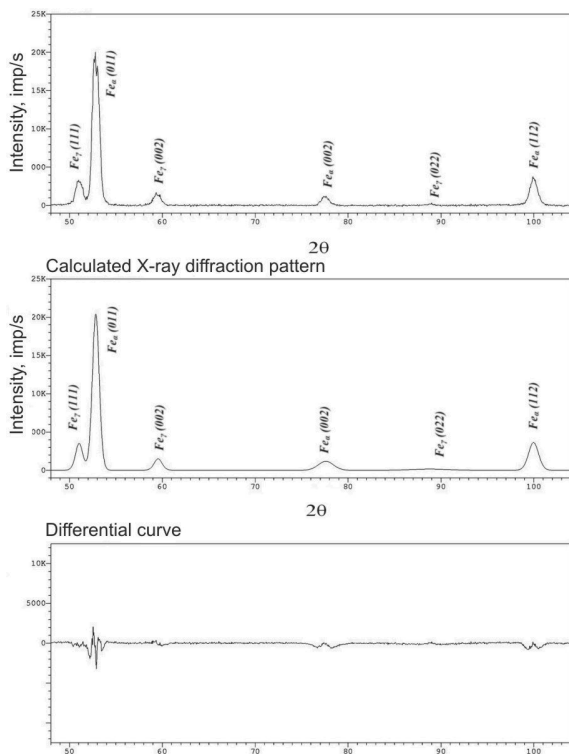 25K
20K
15K
10K
000
0
Intensity, imp/s
Feγ (111)
Feα (011)
Feγ (002)
Feα (002)
Feγ (022)
Feα (112)
50 60 70 80 90 100
2θ
Calculated X-ray diffraction pattern
25K
20K
15K
10K
000
0
Intensity, imp/s
Feγ (111)
Feα (011)
Feγ (002)
Feα (002)
Feγ (022)
Feα (112)
50 60 70 80 90 100
2θ
Differential curve
10K
5000
0
50 60 70 80 90 100